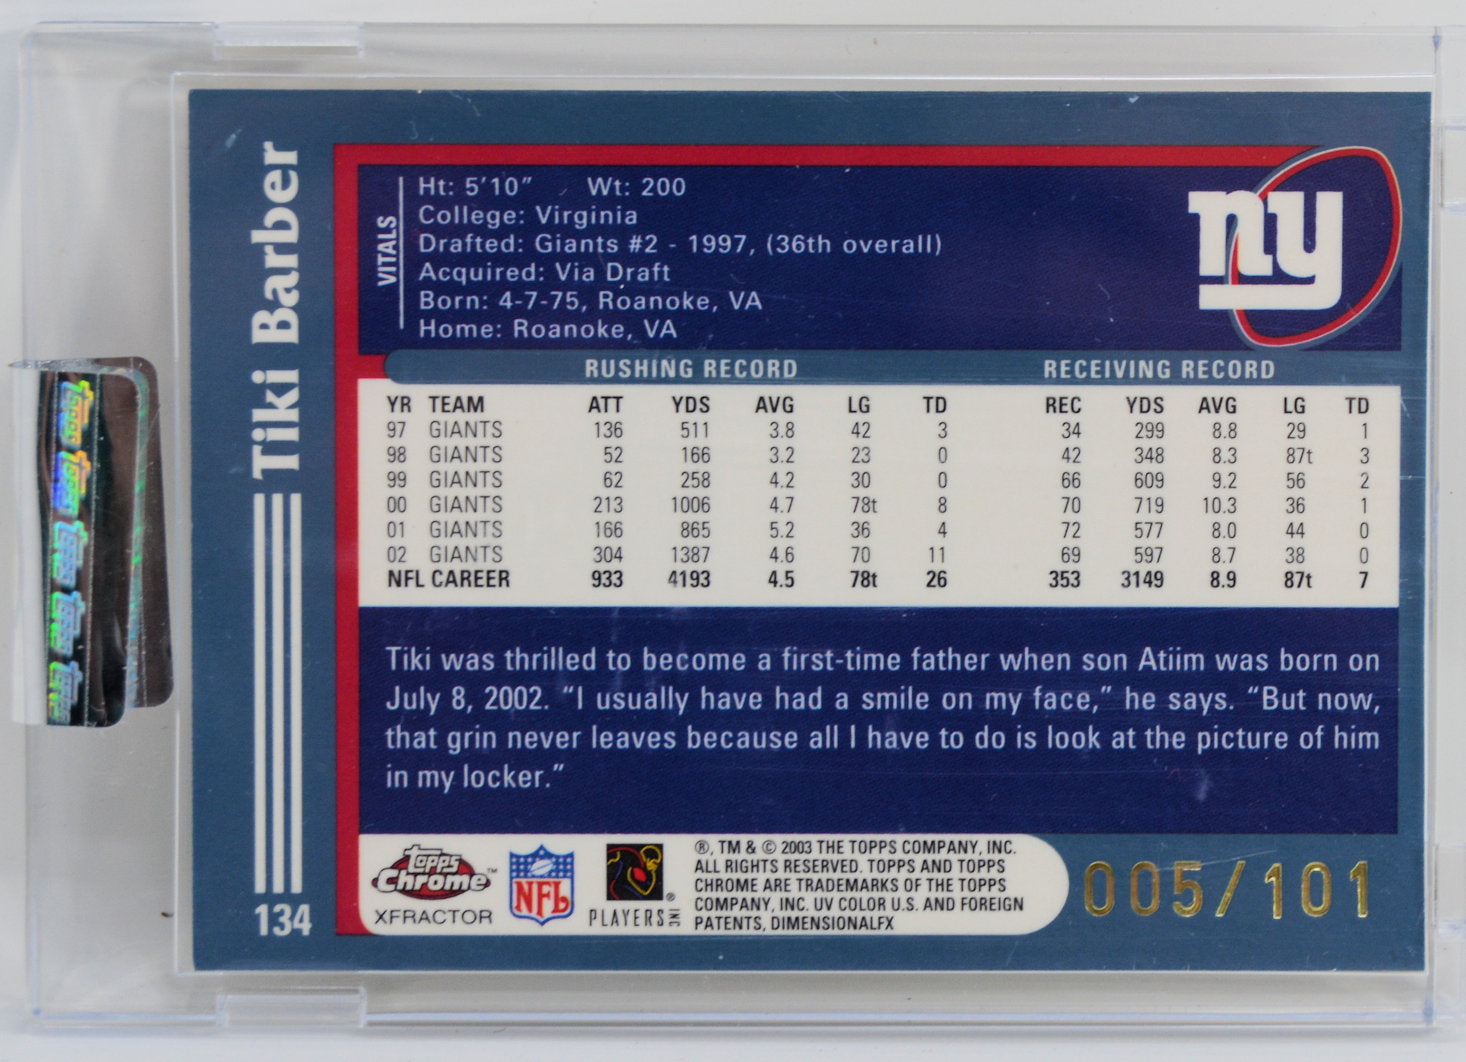 Tiki Barber
134
VITALS
Ht: 5'10" Wt: 200
College: Virginia
Drafted: Giants #2 - 1997, (36th overall)
Acquired: Via Draft
Born: 4-7-75, Roanoke, VA
Home: Roanoke, VA
ny
RUSHING RECORD RECEIVING RECORD
YR TEAM ATT YDS AVG LG TD REC YDS AVG LG TD
97 GIANTS 136 511 3.8 42 3 34 299 8.8 29 1
98 GIANTS 52 166 3.2 23 0 42 348 8.3 87t 3
99 GIANTS 62 258 4.2 30 0 66 609 9.2 56 2
00 GIANTS 213 1006 4.7 78t 8 70 719 10.3 36 1
01 GIANTS 166 865 5.2 36 4 72 577 8.0 44 0
02 GIANTS 304 1387 4.6 70 11 69 597 8.7 38 0
NFL CAREER 933 4193 4.5 78t 26 353 3149 8.9 87t 7
Tiki was thrilled to become a first-time father when son Atiim was born on
July 8, 2002. “I usually have had a smile on my face,” he says. “But now,
that grin never leaves because all I have to do is look at the picture of him
in my locker.”
Topps
Chrome™
XFRACTOR
NFL
PLAYERS INC ®
®, TM & © 2003 THE TOPPS COMPANY, INC.
ALL RIGHTS RESERVED. TOPPS AND TOPPS
CHROME ARE TRADEMARKS OF THE TOPPS
COMPANY, INC. UV COLOR U.S. AND FOREIGN
PATENTS, DIMENSIONALFX
005/101
Topps
Topps
Topps
Topps
Topps